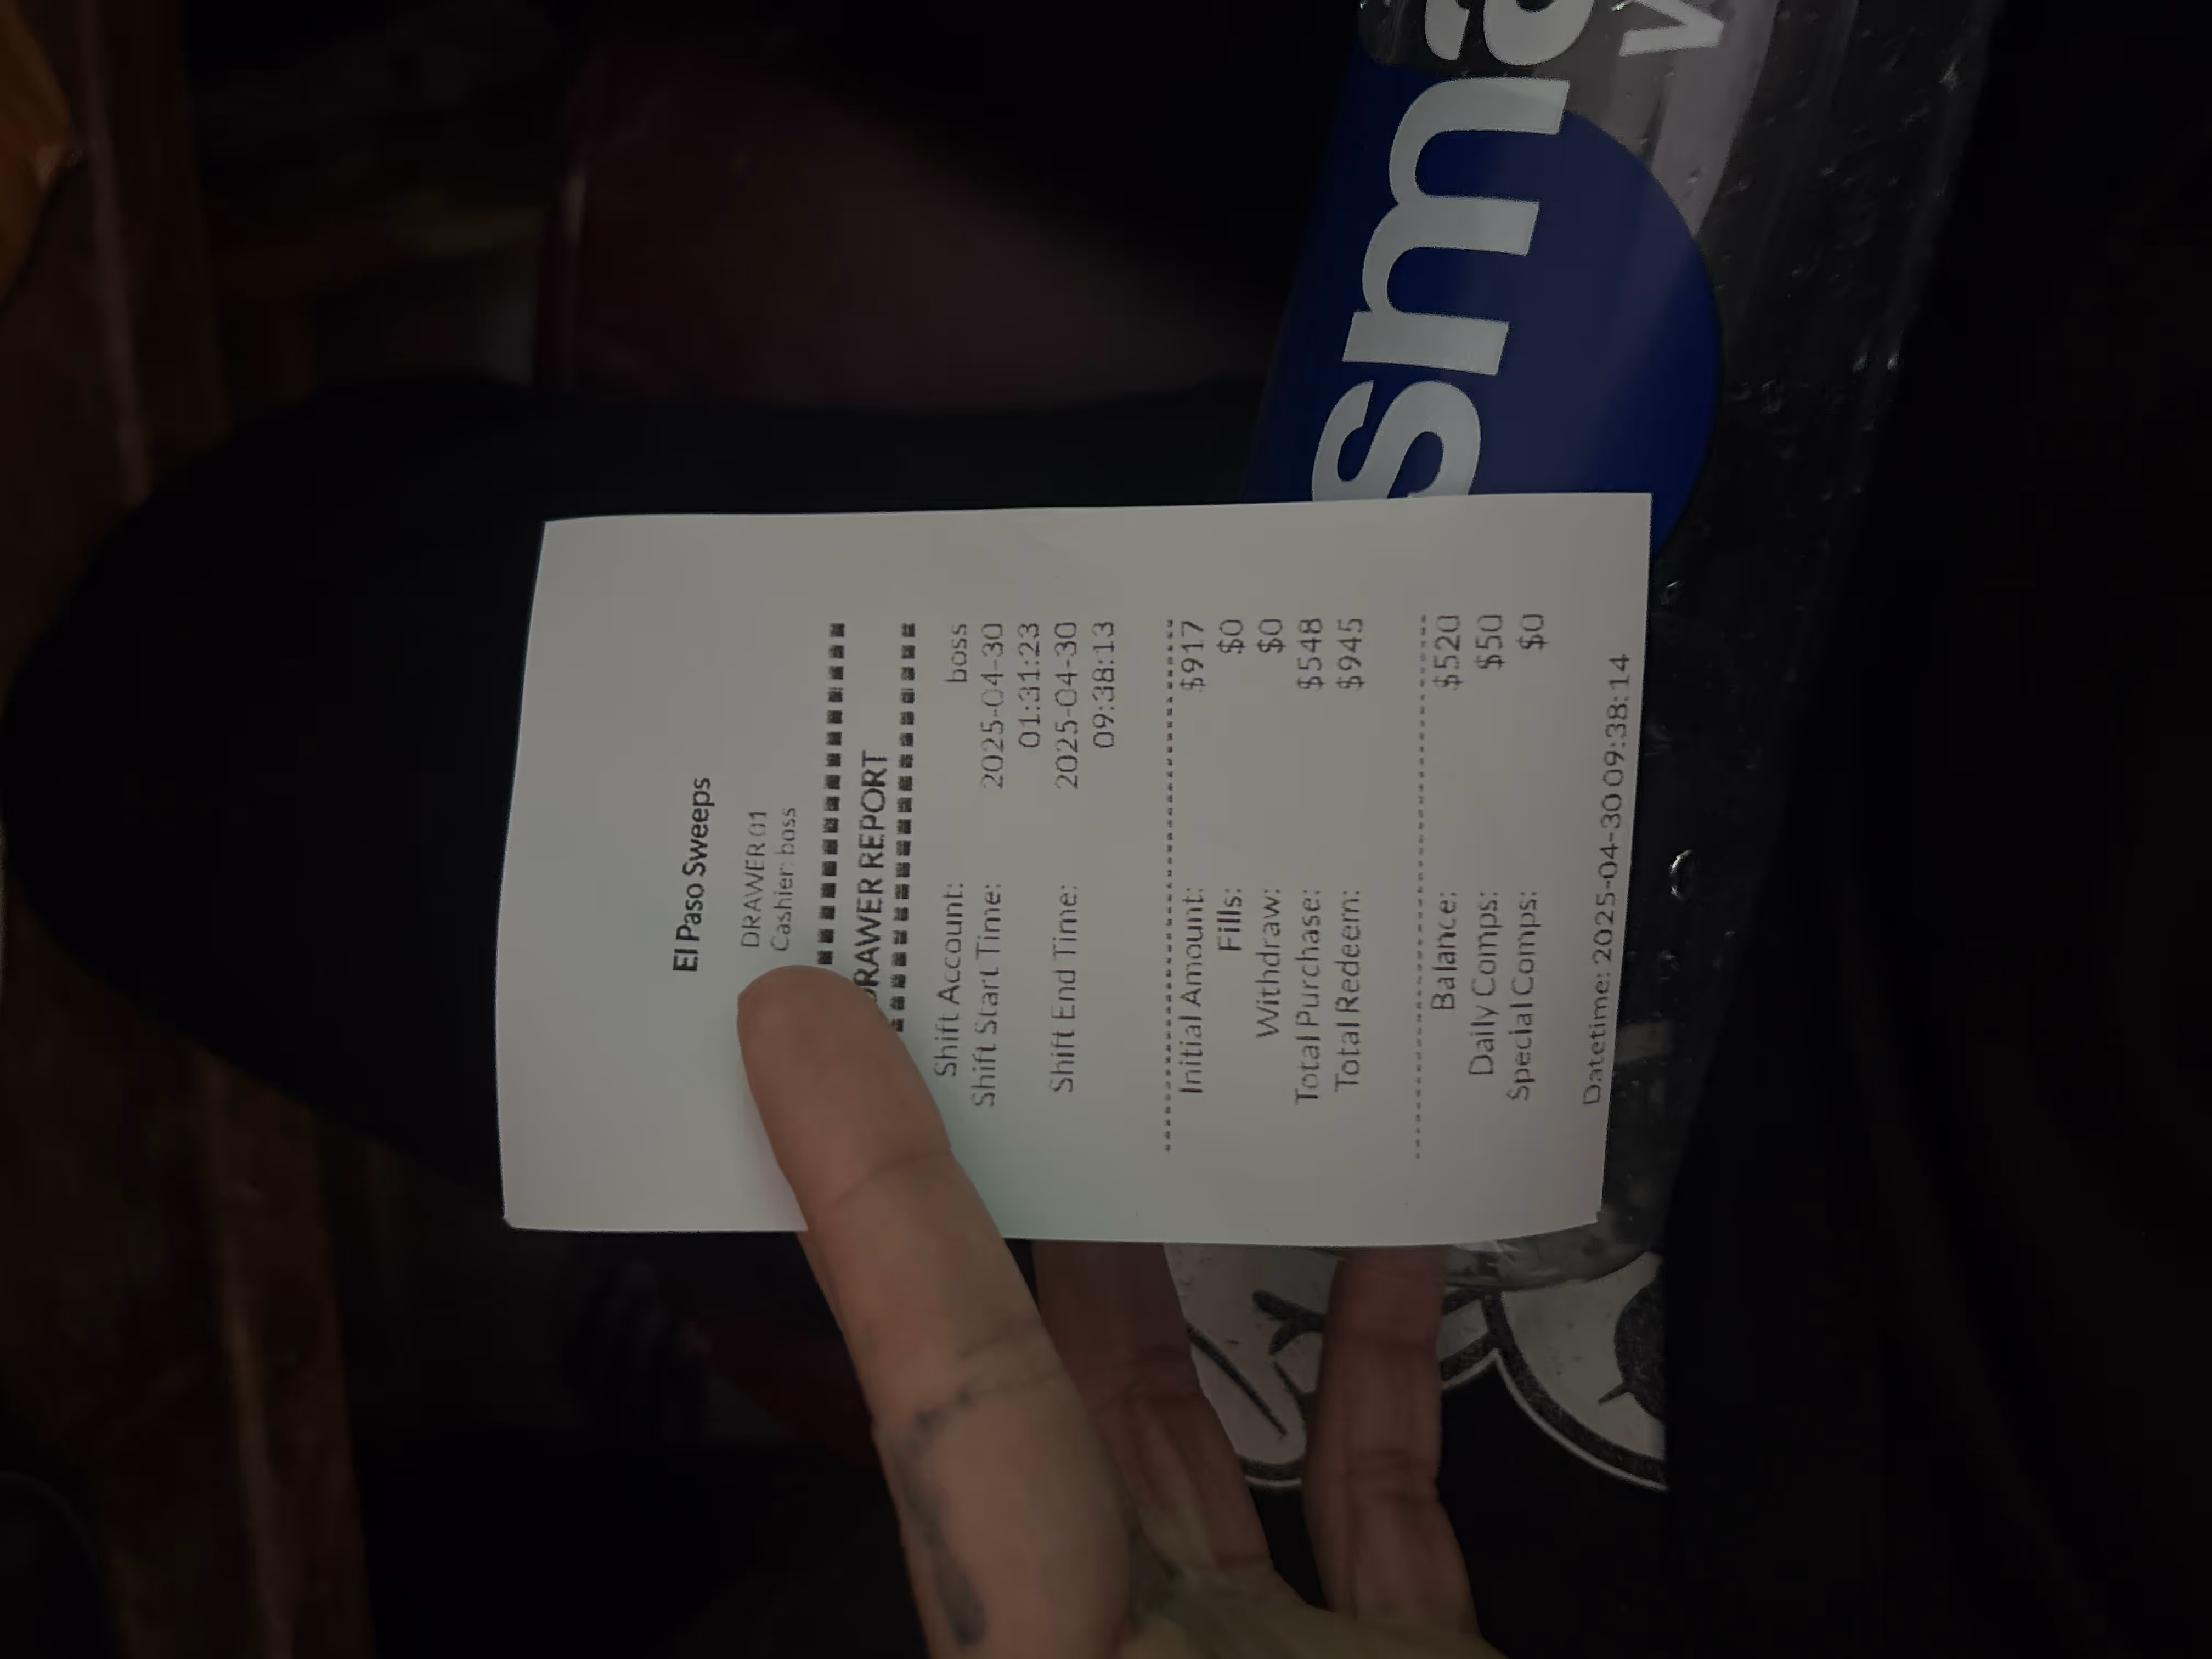 El Paso Sweeps
DRAWER 01
Cashier: boss
DRAWER REPORT
Shift Account: boss
Shift Start Time: 2025-04-30
01:31:23
Shift End Time: 2025-04-30
09:38:13
Initial Amount: $917
Fills: $0
Withdraw: $0
Total Purchase: $548
Total Redeem: $945
Balance: $520
Daily Comps: $50
Special Comps: $0
Datetime: 2025-04-30 09:38:14
sma